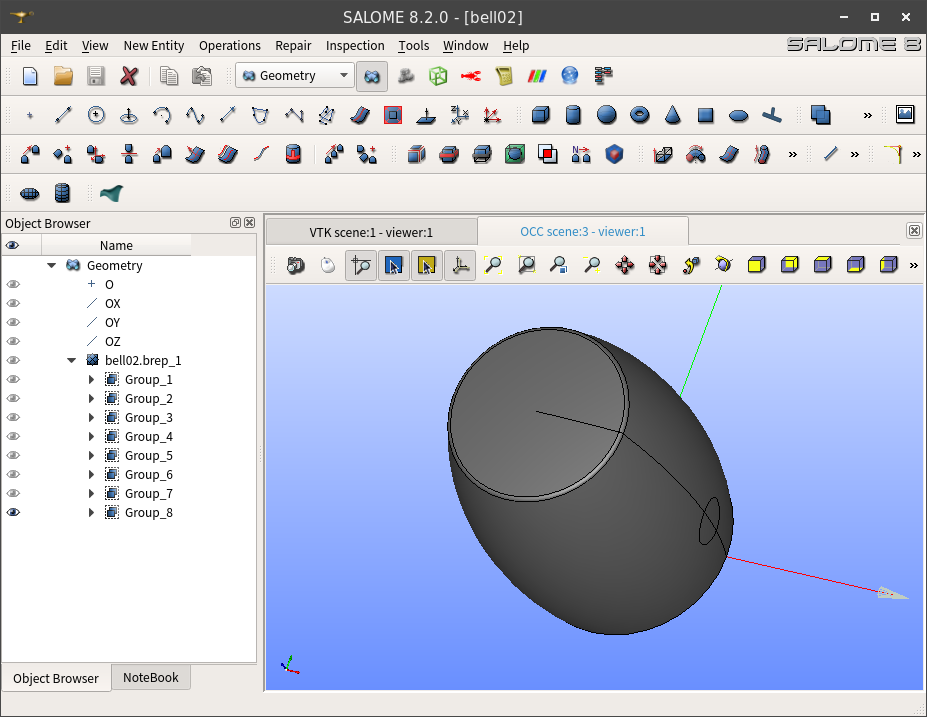 SALOME 8.2.0 - [bell02]
File Edit View New Entity Operations Repair Inspection Tools Window Help
SALOME 8
Geometry
»
N→
» » »
Object Browser
VTK scene:1 - viewer:1 OCC scene:3 - viewer:1
Name
»
Geometry
O
OX
OY
OZ
bell02.brep_1
Group_1
Group_2
Group_3
Group_4
Group_5
Group_6
Group_7
Group_8
Object Browser NoteBook